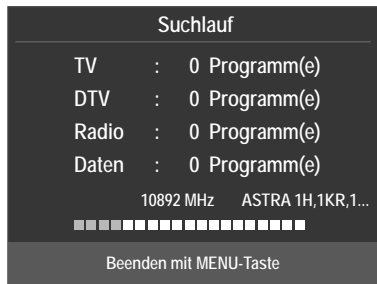 Suchlauf
TV : 0 Programm(e)
DTV : 0 Programm(e)
Radio : 0 Programm(e)
Daten : 0 Programm(e)
10892 MHz ASTRA 1H,1KR,1...
Beenden mit MENU-Taste